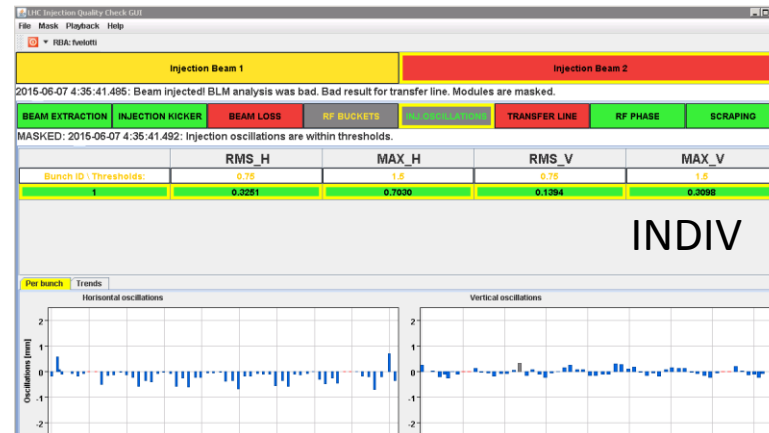 LHC Injection Quality Check GUI
File Mask Playback Help
RBA: fvelotti
Injection Beam 1 Injection Beam 2
2015-06-07 4:35:41.485: Beam injected! BLM analysis was bad. Bad result for transfer line. Modules are masked.
BEAM EXTRACTION INJECTION KICKER BEAM LOSS RF BUCKETS INJ.OSCILLATIONS TRANSFER LINE RF PHASE SCRAPING
MASKED: 2015-06-07 4:35:41.492: Injection oscillations are within thresholds.
RMS_H MAX_H RMS_V MAX_V
Bunch ID \ Thresholds: 0.75 1.5 0.75 1.5
1 0.3251 0.7030 0.1394 0.3098
INDIV
Per bunch Trends
Horisontal oscillations Vertical oscillations
Oscillations [mm]
2 2
1 1
0 0
-1 -1
-2 -2